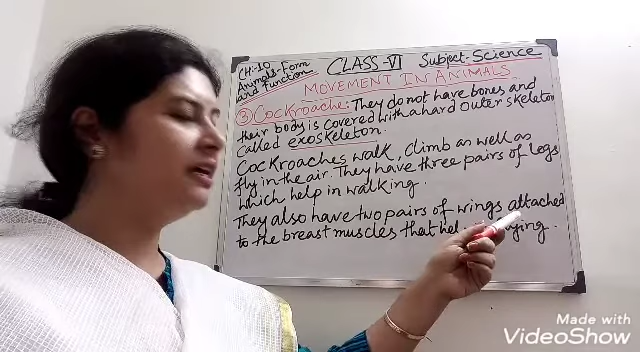 CH:-10
Animals-Form
and Function
CLASS-VI
Subject-Science
MOVEMENT IN ANIMALS
③ Cockroache: They do not have bones and
their body is covered with a hard outer skeleton
called exoskeleton.
Cockroaches walk, climb as well as
fly in the air. They have three pairs of legs
which help in walking.
They also have two pairs of wings attached
to the breast muscles that
Made with
VideoShow